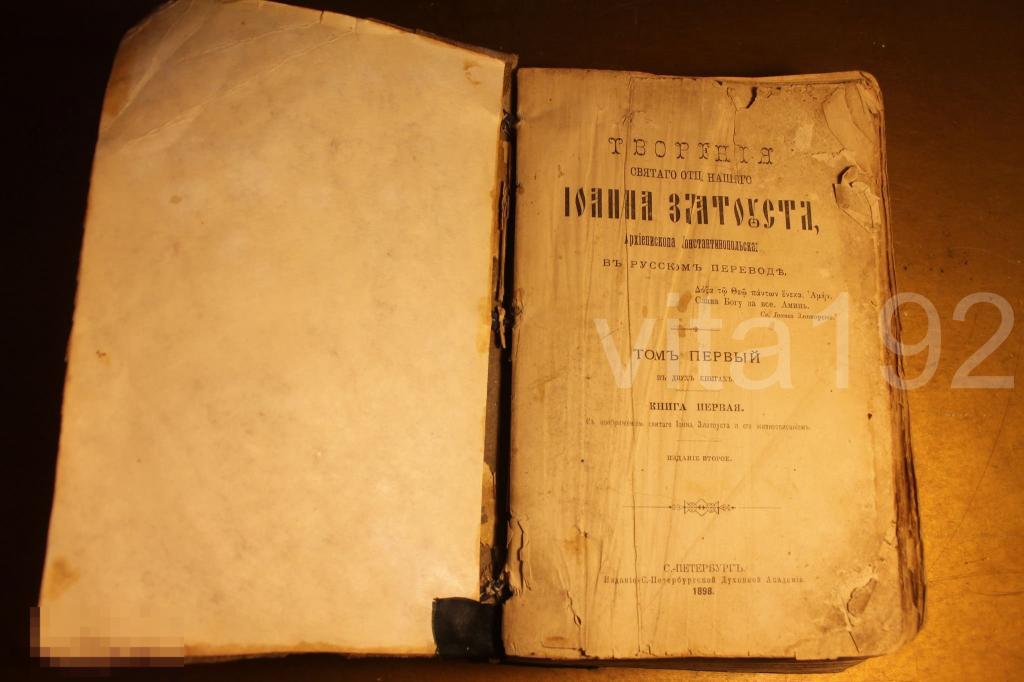 ТВОРЕНІЯ
СВЯТАГО ОТЦ НАШЕГО
ІОАННА ЗЛАТОУСТА,
Архіепископа Константинопольска
ВЪ РУССКОМЪ ПЕРЕВОДѢ.
Δόξα τῷ Θεῷ πάντων ἕνεκα. Ἀμήν.
Слава Богу за все. Аминь.
Св. Іоаннъ Златоустъ.
ТОМЪ ПЕРВЫЙ
ВЪ ДВУХЪ КНИГАХЪ.
КНИГА ПЕРВАЯ.
Съ изображеніемъ святаго Іоанна Златоуста и его жизнеописаніемъ.
ИЗДАНІЕ ВТОРОЕ.
С.-ПЕТЕРБУРГЪ.
Изданіе С.-Петербургской Духовной Академіи
1898.
vita192